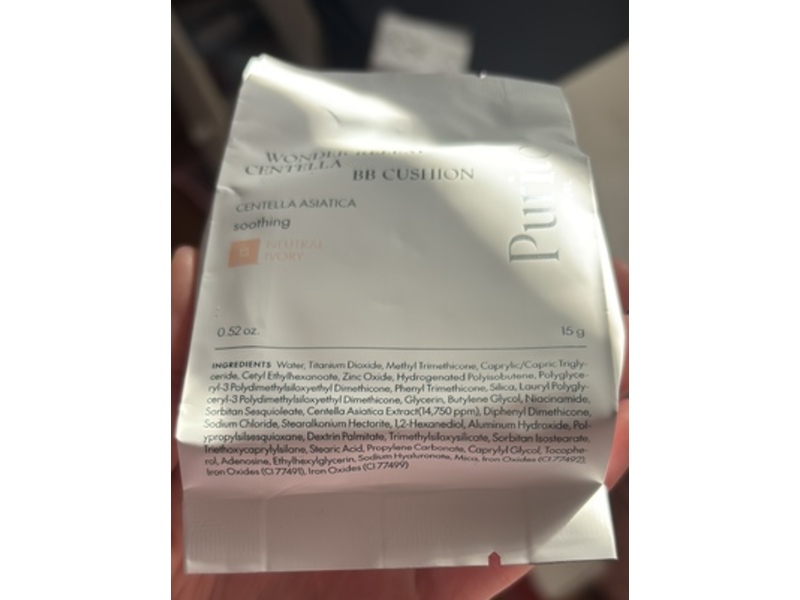 WONDER RELEAF
CENTELLA BB CUSHION
Purito
CENTELLA ASIATICA
soothing
NEUTRAL
IVORY
0.52 oz. 15 g
INGREDIENTS Water, Titanium Dioxide, Methyl Trimethicone, Caprylic/Capric Trigly-
ceride, Cetyl Ethylhexanoate, Zinc Oxide, Hydrogenated Polyisobutene, Polyglyce-
ryl-3 Polydimethylsiloxyethyl Dimethicone, Phenyl Trimethicone, Silica, Lauryl Polygly-
ceryl-3 Polydimethylsiloxyethyl Dimethicone, Glycerin, Butylene Glycol, Niacinamide,
Sorbitan Sesquioleate, Centella Asiatica Extract(14,750 ppm), Diphenyl Dimethicone,
Sodium Chloride, Stearalkonium Hectorite, 1,2-Hexanediol, Aluminum Hydroxide, Pol-
ypropylsilsesquioxane, Dextrin Palmitate, Trimethylsiloxysilicate, Sorbitan Isostearate,
Triethoxycaprylylsilane, Stearic Acid, Propylene Carbonate, Caprylyl Glycol, Tocophe-
rol, Adenosine, Ethylhexylglycerin, Sodium Hyaluronate, Mica, Iron Oxides (CI 77492),
Iron Oxides (CI 77491), Iron Oxides (CI 77499)